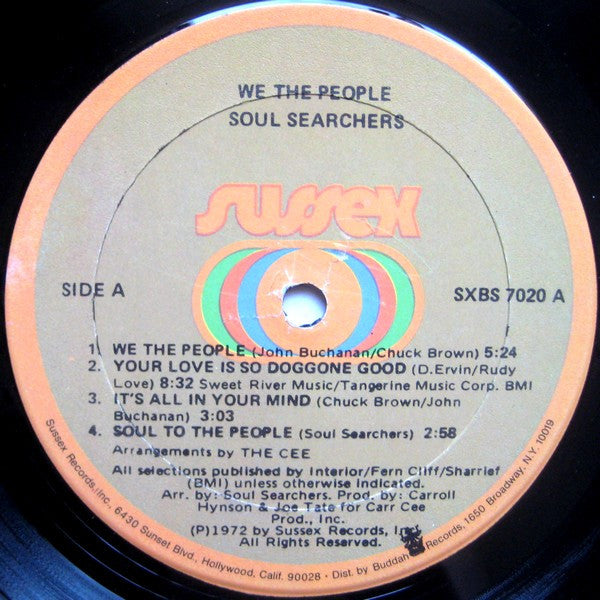 WE THE PEOPLE
SOUL SEARCHERS
sussex
SIDE A
SXBS 7020 A
1. WE THE PEOPLE (John Buchanan/Chuck Brown) 5:24
2. YOUR LOVE IS SO DOGGONE GOOD (D.Ervin/Rudy
Love) 8:32 Sweet River Music/Tangerine Music Corp. BMI
3. IT'S ALL IN YOUR MIND (Chuck Brown/John
Buchanan) 3:03
4. SOUL TO THE PEOPLE (Soul Searchers) 2:58
Arrangements by THE CEE
All selections published by Interior/Fern Cliff/Sharrief
(BMI) unless otherwise indicated.
Arr. by: Soul Searchers. Prod. by: Carroll
Hynson & Joe Tate for Carr Cee
Prod., Inc.
(P)1972 by Sussex Records, Inc.
All Rights Reserved.
Sussex Records, Inc., 6430 Sunset Blvd., Hollywood, Calif. 90028 - Dist. by Buddah Records, 1650 Broadway, N.Y. 10019